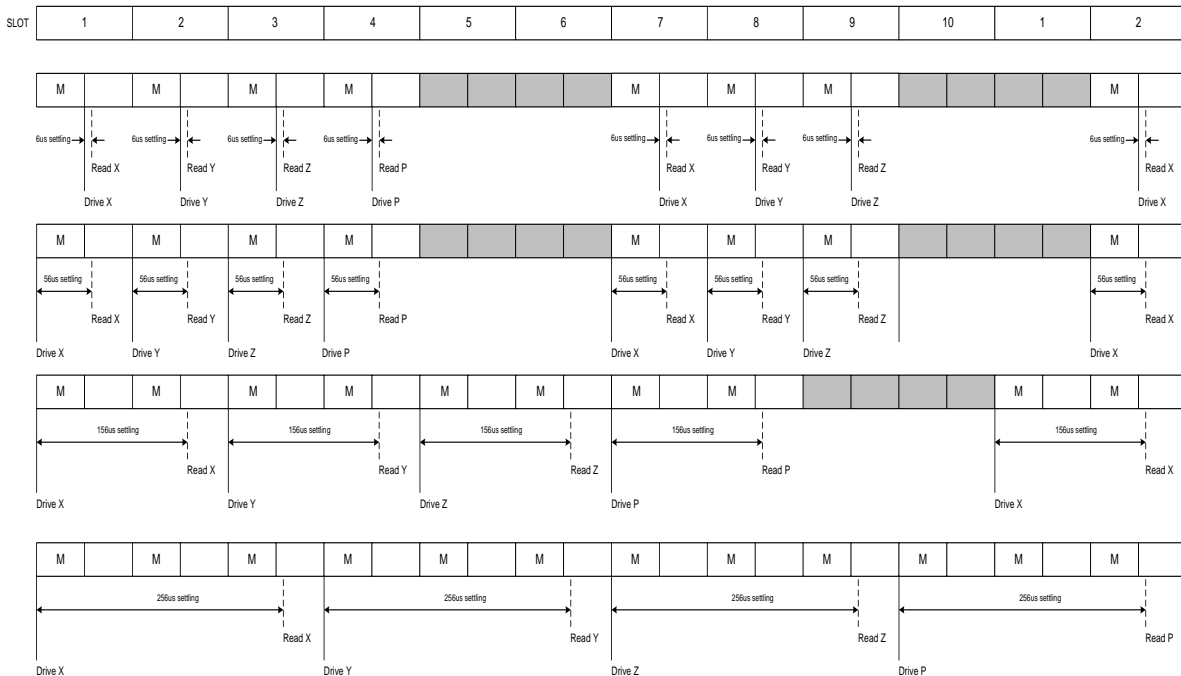 SLOT 1 2 3 4 5 6 7 8 9 10 1 2
M M M M M M M M
6us settling 6us settling 6us settling 6us settling 6us settling 6us settling 6us settling 6us settling
Read X Read Y Read Z Read P Read X Read Y Read Z Read X
Drive X Drive Y Drive Z Drive P Drive X Drive Y Drive Z Drive X
M M M M M M M M
56us settling 56us settling 56us settling 56us settling 56us settling 56us settling 56us settling 56us settling
Read X Read Y Read Z Read P Read X Read Y Read Z Read X
Drive X Drive Y Drive Z Drive P Drive X Drive Y Drive Z Drive X
M M M M M M M M M M
156us settling 156us settling 156us settling 156us settling 156us settling
Read X Read Y Read Z Read P Read X
Drive X Drive Y Drive Z Drive P Drive X
M M M M M M M M M M M M
256us settling 256us settling 256us settling 256us settling
Read X Read Y Read Z Read P
Drive X Drive Y Drive Z Drive P